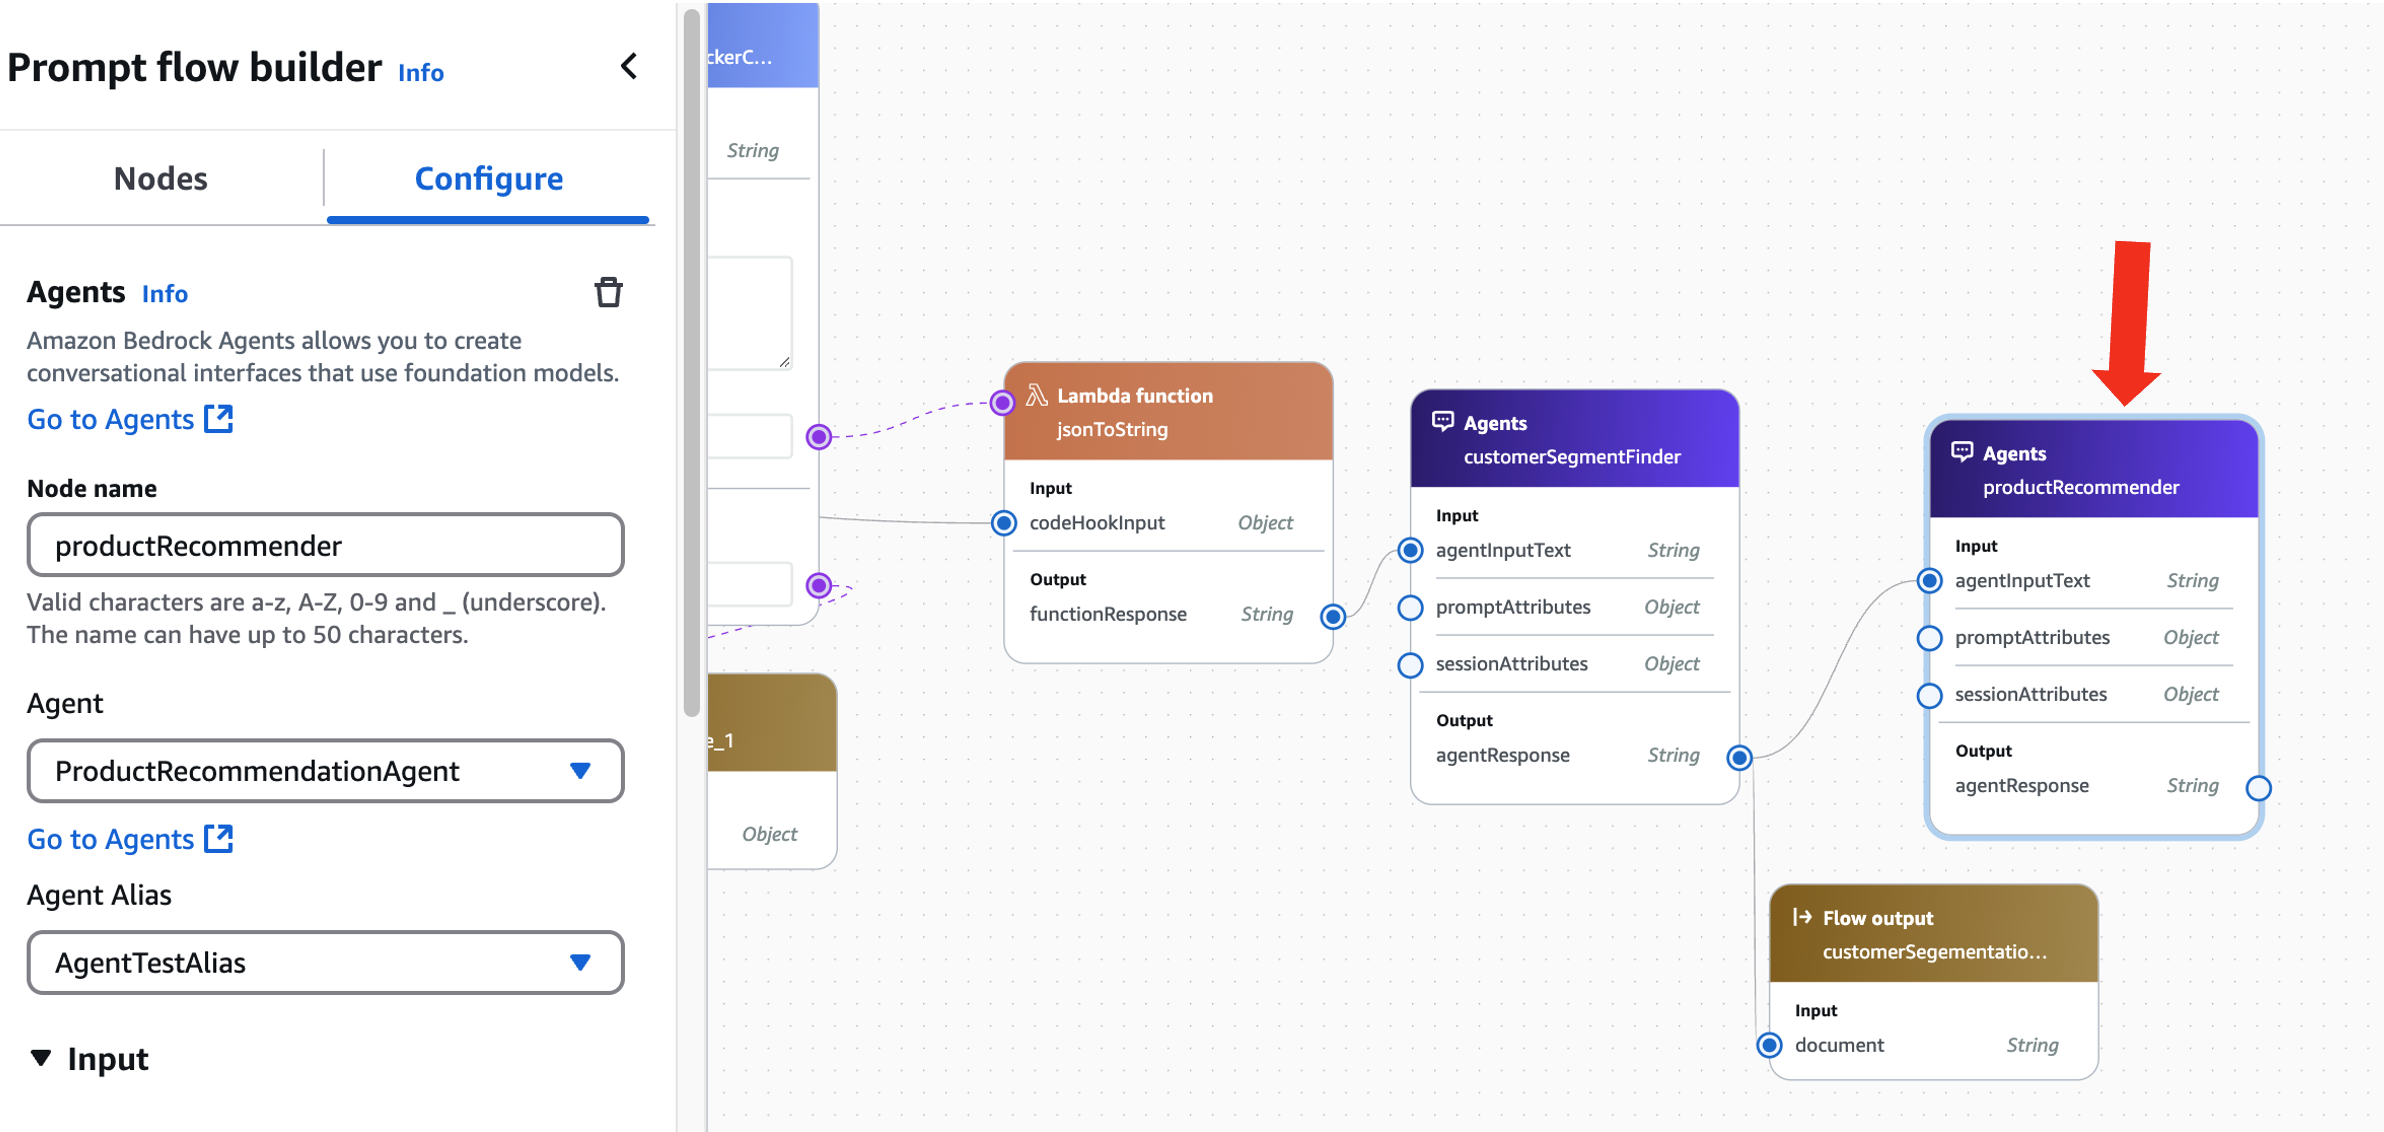 Prompt flow builder Info
Nodes
Configure
Agents Info
Amazon Bedrock Agents allows you to create
conversational interfaces that use foundation models.
Go to Agents
Node name
productRecommender
Valid characters are a-z, A-Z, 0-9 and _ (underscore).
The name can have up to 50 characters.
Agent
ProductRecommendationAgent
Go to Agents
Agent Alias
AgentTestAlias
Input
ckerC...
String
e_1
Object
Lambda function
jsonToString
Input
codeHookInput Object
Output
functionResponse String
Agents
customerSegmentFinder
Input
agentInputText String
promptAttributes Object
sessionAttributes Object
Output
agentResponse String
Agents
productRecommender
Input
agentInputText String
promptAttributes Object
sessionAttributes Object
Output
agentResponse String
Flow output
customerSegementatio...
Input
document String